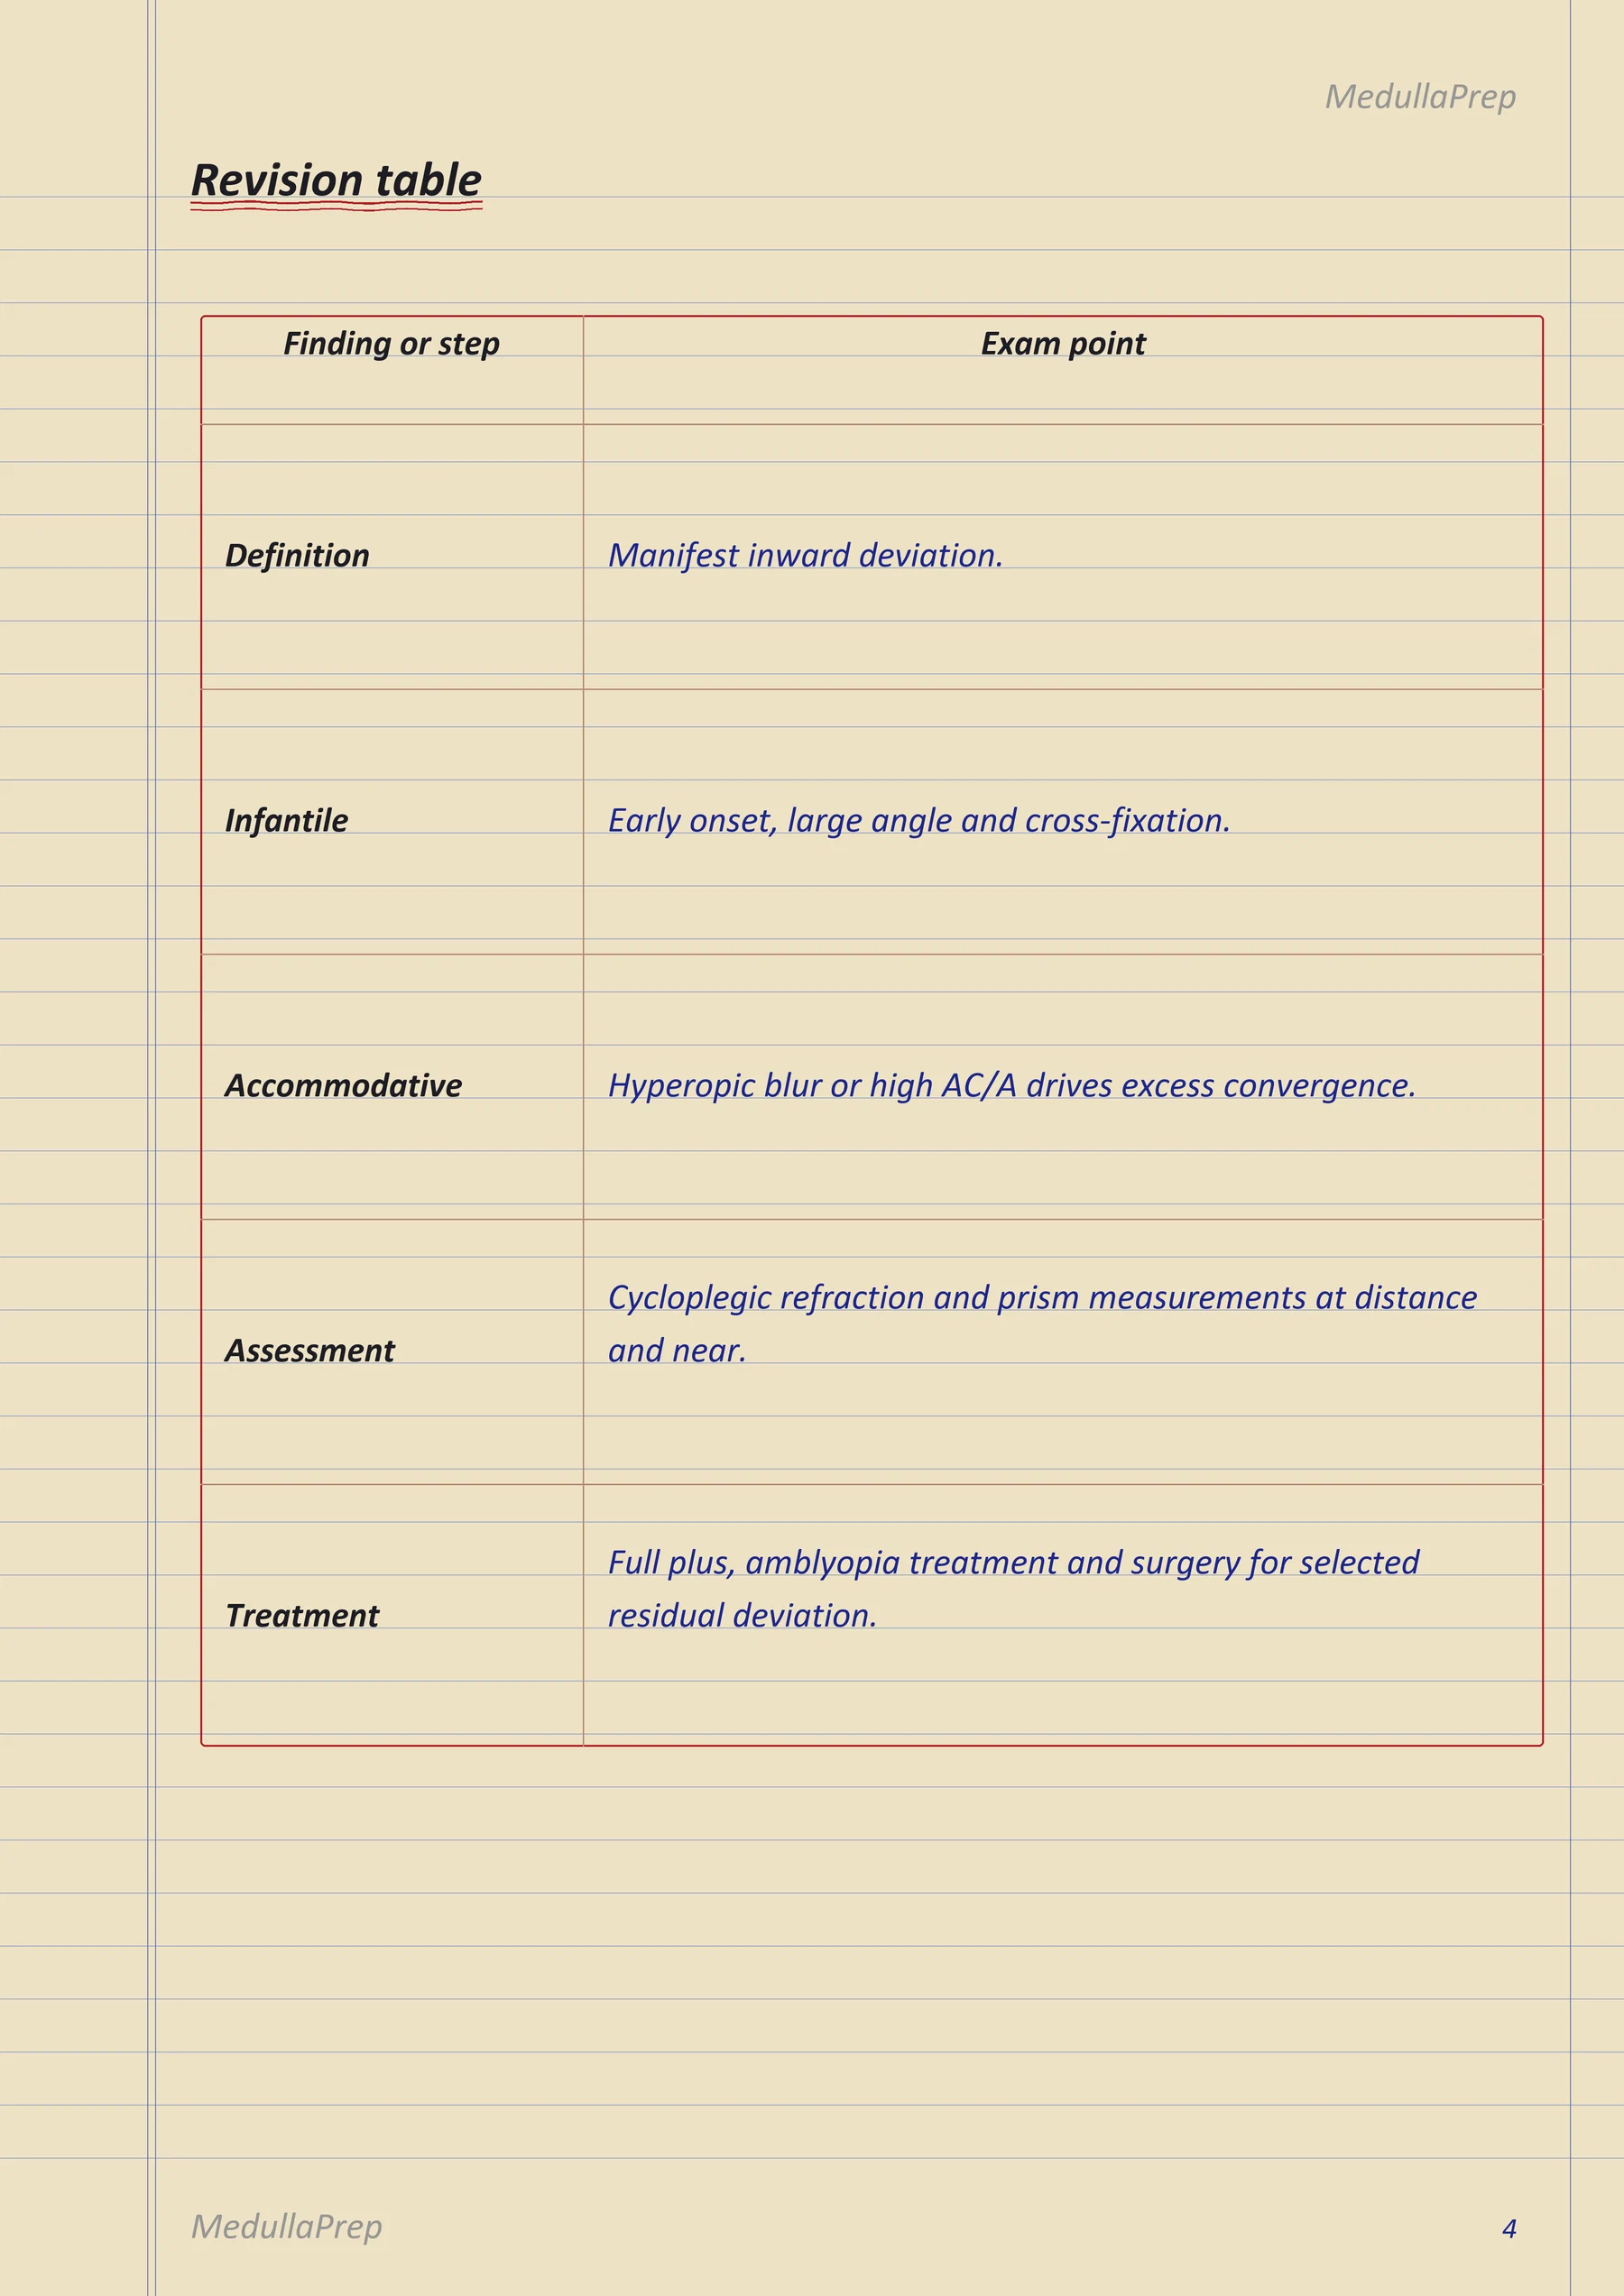 MedullaPrep
Revision table
Finding or step
Exam point
Definition
Manifest inward deviation.
Infantile
Early onset, large angle and cross-fixation.
Accommodative
Hyperopic blur or high AC/A drives excess convergence.
Assessment
Cycloplegic refraction and prism measurements at distance
and near.
Treatment
Full plus, amblyopia treatment and surgery for selected
residual deviation.
MedullaPrep
4